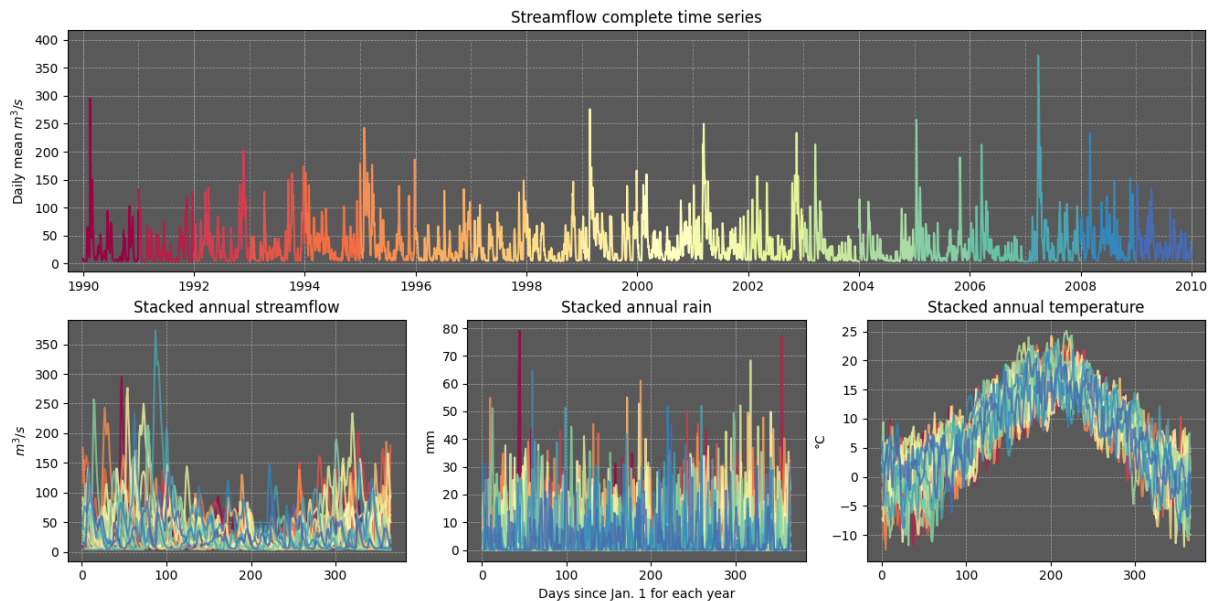 Streamflow complete time series
Daily mean m³/s
400
350
300
250
200
150
100
50
0
1990 1992 1994 1996 1998 2000 2002 2004 2006 2008 2010
Stacked annual streamflow
m³/s
350
300
250
200
150
100
50
0
0 100 200 300
Stacked annual rain
mm
80
70
60
50
40
30
20
10
0
0 100 200 300
Days since Jan. 1 for each year
Stacked annual temperature
°C
25
20
15
10
5
0
−5
−10
0 100 200 300